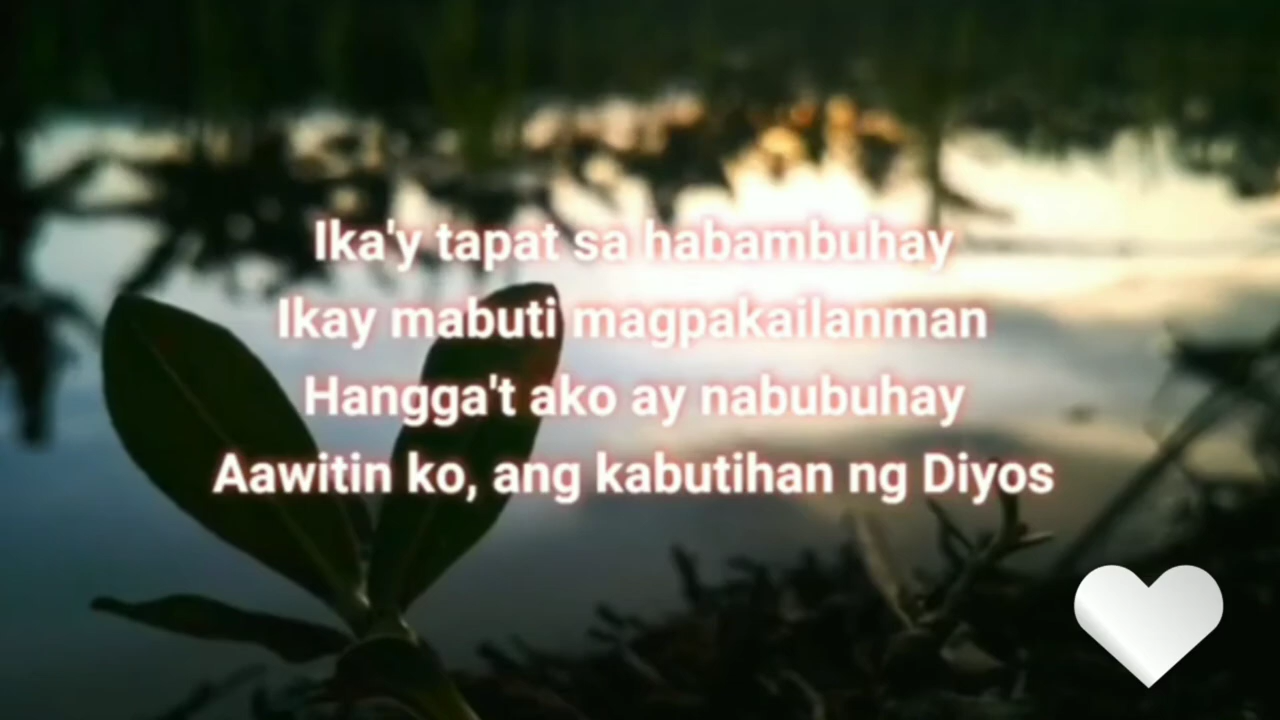 Ika'y tapat sa habambuhay
Ikay mabuti magpakailanman
Hangga't ako ay nabubuhay
Aawitin ko, ang kabutihan ng Diyos